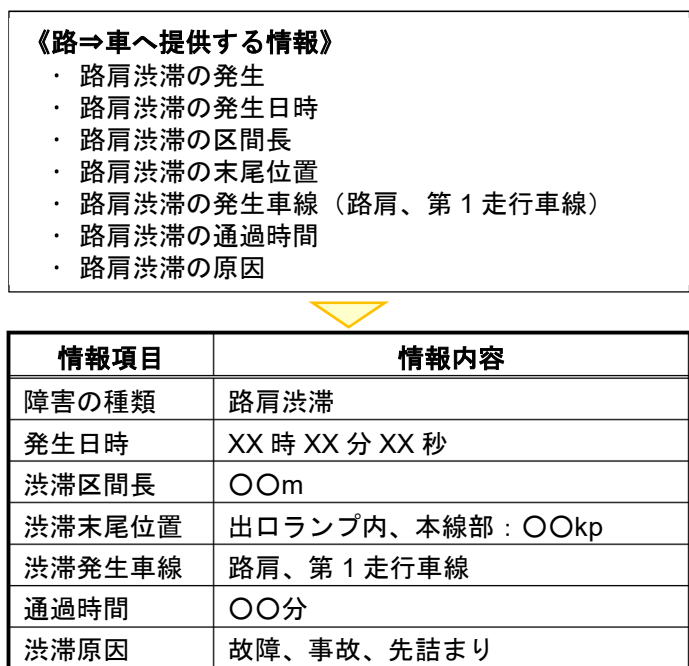 《路⇒車へ提供する情報》
・ 路肩渋滞の発生
・ 路肩渋滞の発生日時
・ 路肩渋滞の区間長
・ 路肩渋滞の末尾位置
・ 路肩渋滞の発生車線（路肩、第 1 走行車線）
・ 路肩渋滞の通過時間
・ 路肩渋滞の原因
情報項目 情報内容
障害の種類 路肩渋滞
発生日時 XX 時 XX 分 XX 秒
渋滞区間長 〇〇m
渋滞末尾位置 出口ランプ内、本線部：〇〇kp
渋滞発生車線 路肩、第 1 走行車線
通過時間 〇〇分
渋滞原因 故障、事故、先詰まり